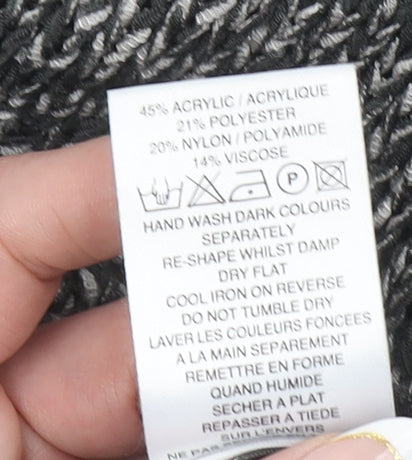 45% ACRYLIC / ACRYLIQUE
21% POLYESTER
20% NYLON / POLYAMIDE
14% VISCOSE
P
HAND WASH DARK COLOURS
SEPARATELY
RE-SHAPE WHILST DAMP
DRY FLAT
COOL IRON ON REVERSE
DO NOT TUMBLE DRY
LAVER LES COULEURS FONCEES
A LA MAIN SEPAREMENT
REMETTRE EN FORME
QUAND HUMIDE
SECHER A PLAT
REPASSER A TIEDE
SUR L'ENVERS
NE PAS